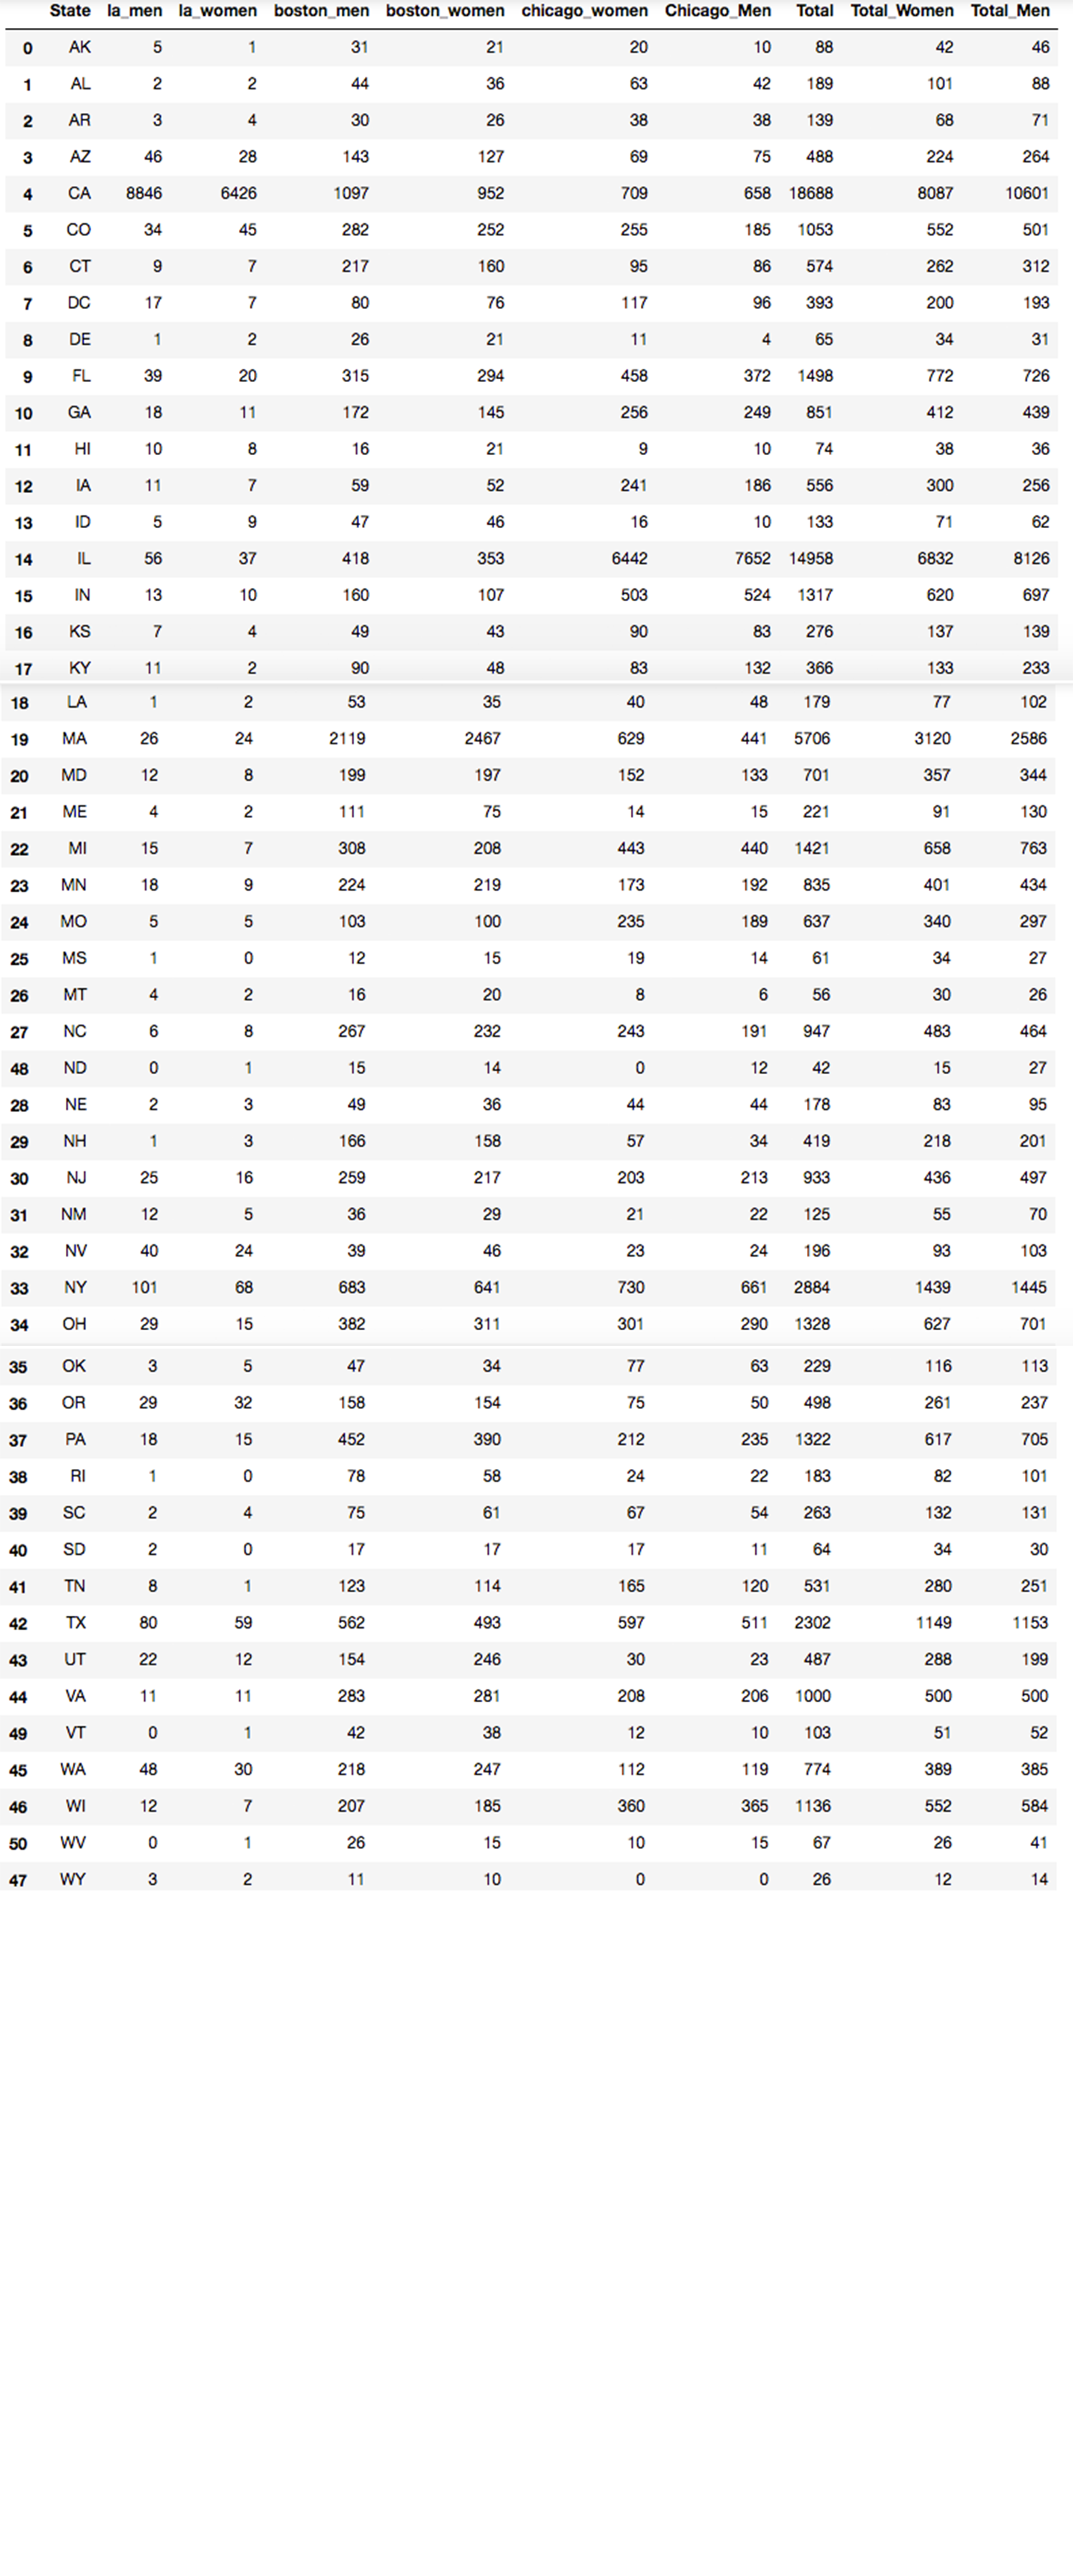 State la_men la_women boston_men boston_women chicago_women Chicago_Men Total Total_Women Total_Men
0 AK 5 1 31 21 20 10 88 42 46
1 AL 2 2 44 36 63 42 189 101 88
2 AR 3 4 30 26 38 38 139 68 71
3 AZ 46 28 143 127 69 75 488 224 264
4 CA 8846 6426 1097 952 709 658 18688 8087 10601
5 CO 34 45 282 252 255 185 1053 552 501
6 CT 9 7 217 160 95 86 574 262 312
7 DC 17 7 80 76 117 96 393 200 193
8 DE 1 2 26 21 11 4 65 34 31
9 FL 39 20 315 294 458 372 1498 772 726
10 GA 18 11 172 145 256 249 851 412 439
11 HI 10 8 16 21 9 10 74 38 36
12 IA 11 7 59 52 241 186 556 300 256
13 ID 5 9 47 46 16 10 133 71 62
14 IL 56 37 418 353 6442 7652 14958 6832 8126
15 IN 13 10 160 107 503 524 1317 620 697
16 KS 7 4 49 43 90 83 276 137 139
17 KY 11 2 90 48 83 132 366 133 233
18 LA 1 2 53 35 40 48 179 77 102
19 MA 26 24 2119 2467 629 441 5706 3120 2586
20 MD 12 8 199 197 152 133 701 357 344
21 ME 4 2 111 75 14 15 221 91 130
22 MI 15 7 308 208 443 440 1421 658 763
23 MN 18 9 224 219 173 192 835 401 434
24 MO 5 5 103 100 235 189 637 340 297
25 MS 1 0 12 15 19 14 61 34 27
26 MT 4 2 16 20 8 6 56 30 26
27 NC 6 8 267 232 243 191 947 483 464
48 ND 0 1 15 14 0 12 42 15 27
28 NE 2 3 49 36 44 44 178 83 95
29 NH 1 3 166 158 57 34 419 218 201
30 NJ 25 16 259 217 203 213 933 436 497
31 NM 12 5 36 29 21 22 125 55 70
32 NV 40 24 39 46 23 24 196 93 103
33 NY 101 68 683 641 730 661 2884 1439 1445
34 OH 29 15 382 311 301 290 1328 627 701
35 OK 3 5 47 34 77 63 229 116 113
36 OR 29 32 158 154 75 50 498 261 237
37 PA 18 15 452 390 212 235 1322 617 705
38 RI 1 0 78 58 24 22 183 82 101
39 SC 2 4 75 61 67 54 263 132 131
40 SD 2 0 17 17 17 11 64 34 30
41 TN 8 1 123 114 165 120 531 280 251
42 TX 80 59 562 493 597 511 2302 1149 1153
43 UT 22 12 154 246 30 23 487 288 199
44 VA 11 11 283 281 208 206 1000 500 500
49 VT 0 1 42 38 12 10 103 51 52
45 WA 48 30 218 247 112 119 774 389 385
46 WI 12 7 207 185 360 365 1136 552 584
50 WV 0 1 26 15 10 15 67 26 41
47 WY 3 2 11 10 0 0 26 12 14